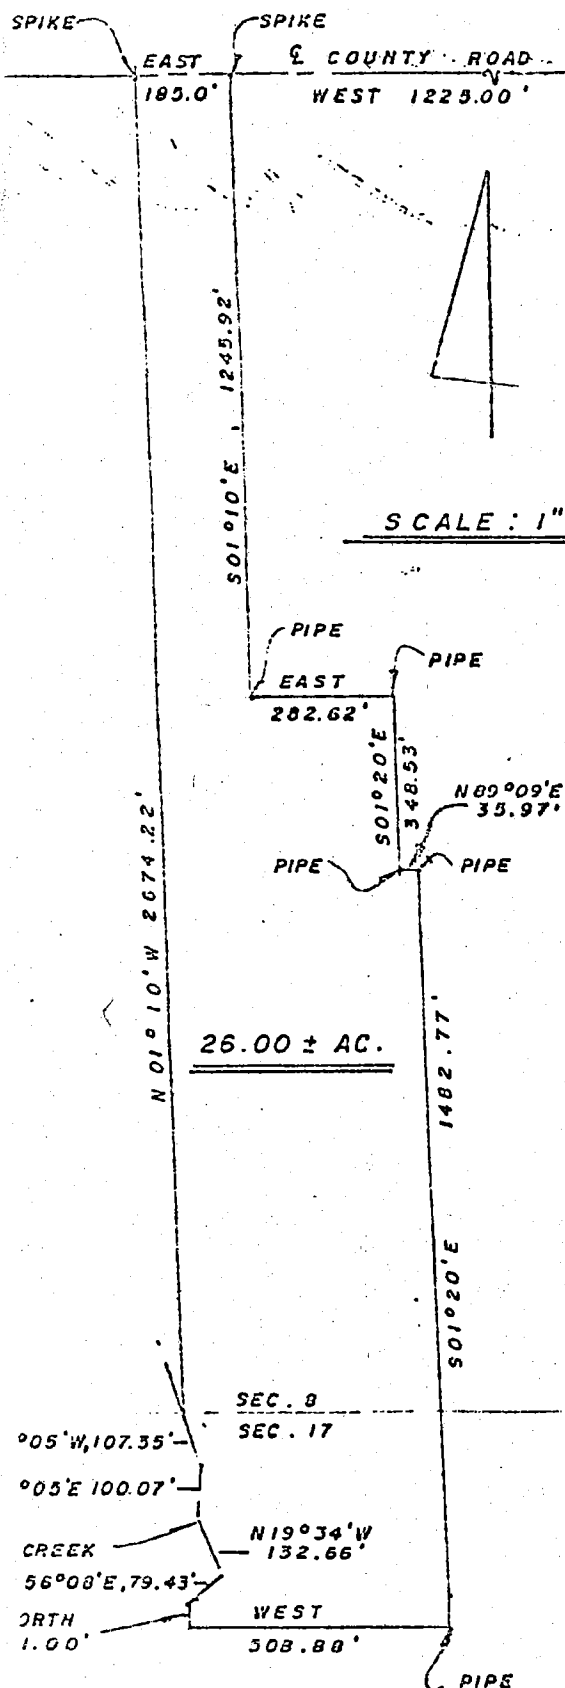 SPIKE
SPIKE
EAST
185.0'
℄ COUNTY ROAD
WEST 1225.00'
S01°10'E 1245.92'
SCALE : 1"
PIPE
PIPE
EAST
282.62'
S01°20'E
348.53'
N89°09'E
35.97'
PIPE
PIPE
N 01° 10' W 2674.22'
26.00 ± AC.
1482.77'
S01°20'E
SEC. 8
SEC. 17
°05'W, 107.35'
°05'E 100.07'
CREEK
N19°34'W
132.66'
56°08'E, 79.43'
ORTH
1.00'
WEST
508.88'
PIPE